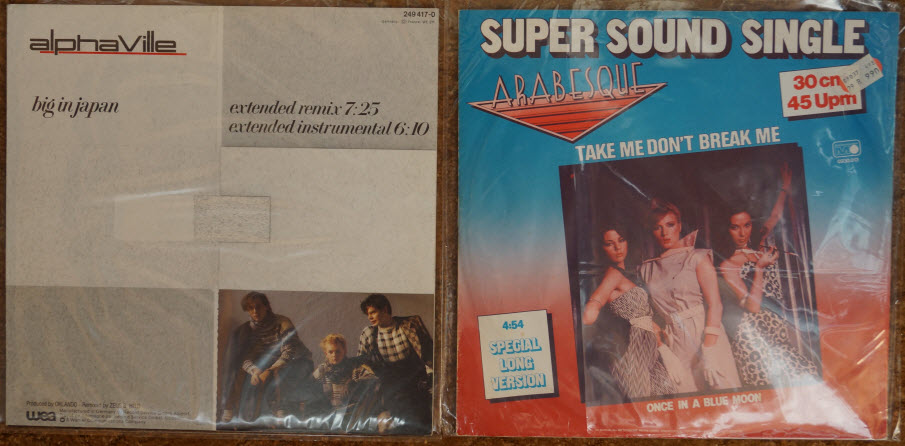 249 417-0
alphaville
big in japan
extended remix 7:25
extended instrumental 6:10
wea
SUPER SOUND SINGLE
ARABESQUE
30 cm
45 Upm
TAKE ME DON'T BREAK ME
4:54
SPECIAL
LONG
VERSION
ONCE IN A BLUE MOON